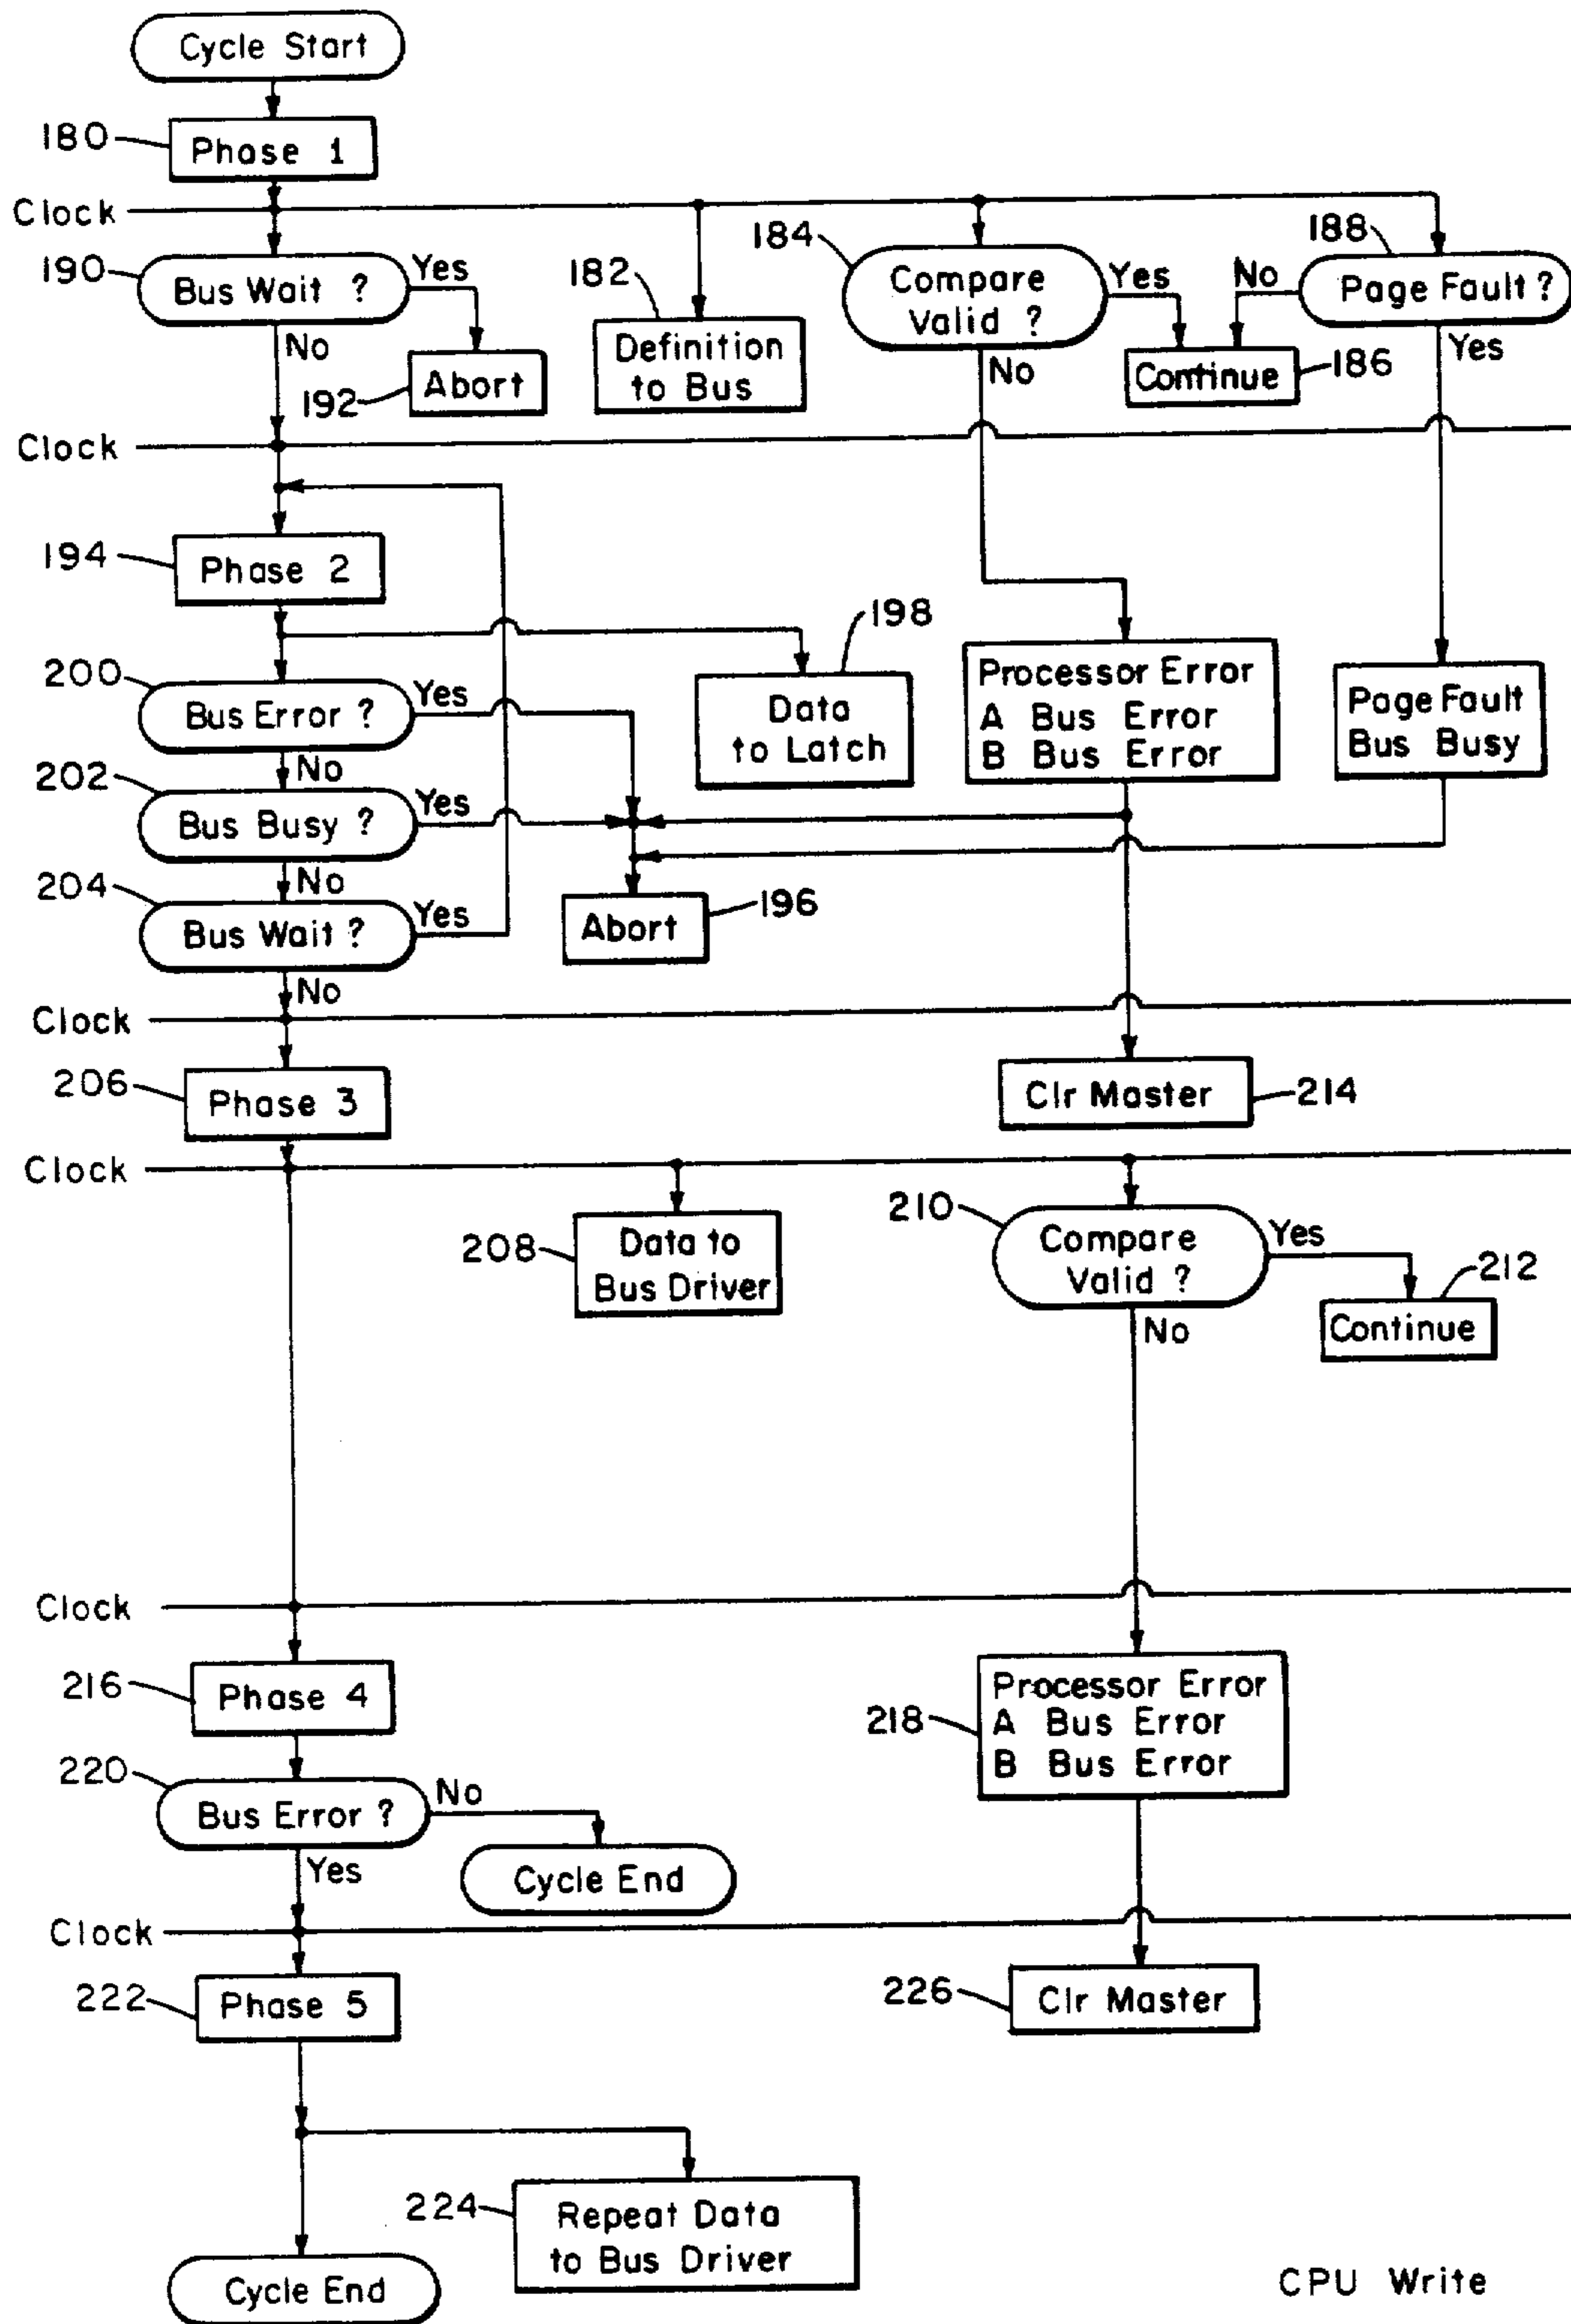 Cycle Start
180
Phase 1
Clock
190
Bus Wait ?
Yes
No
192
Abort
182
Definition
to Bus
184
Compare
Valid ?
Yes
No
188
Page Fault ?
No
Yes
Continue
186
Clock
194
Phase 2
198
Data
to Latch
200
Bus Error ?
Yes
No
202
Bus Busy ?
Yes
No
204
Bus Wait ?
Yes
No
Abort
196
Processor Error
A Bus Error
B Bus Error
Page Fault
Bus Busy
Clock
206
Phase 3
Clr Master
214
Clock
208
Data to
Bus Driver
210
Compare
Valid ?
Yes
No
212
Continue
Clock
216
Phase 4
218
Processor Error
A Bus Error
B Bus Error
220
Bus Error ?
No
Yes
Cycle End
Clock
222
Phase 5
226
Clr Master
224
Repeat Data
to Bus Driver
Cycle End
CPU Write